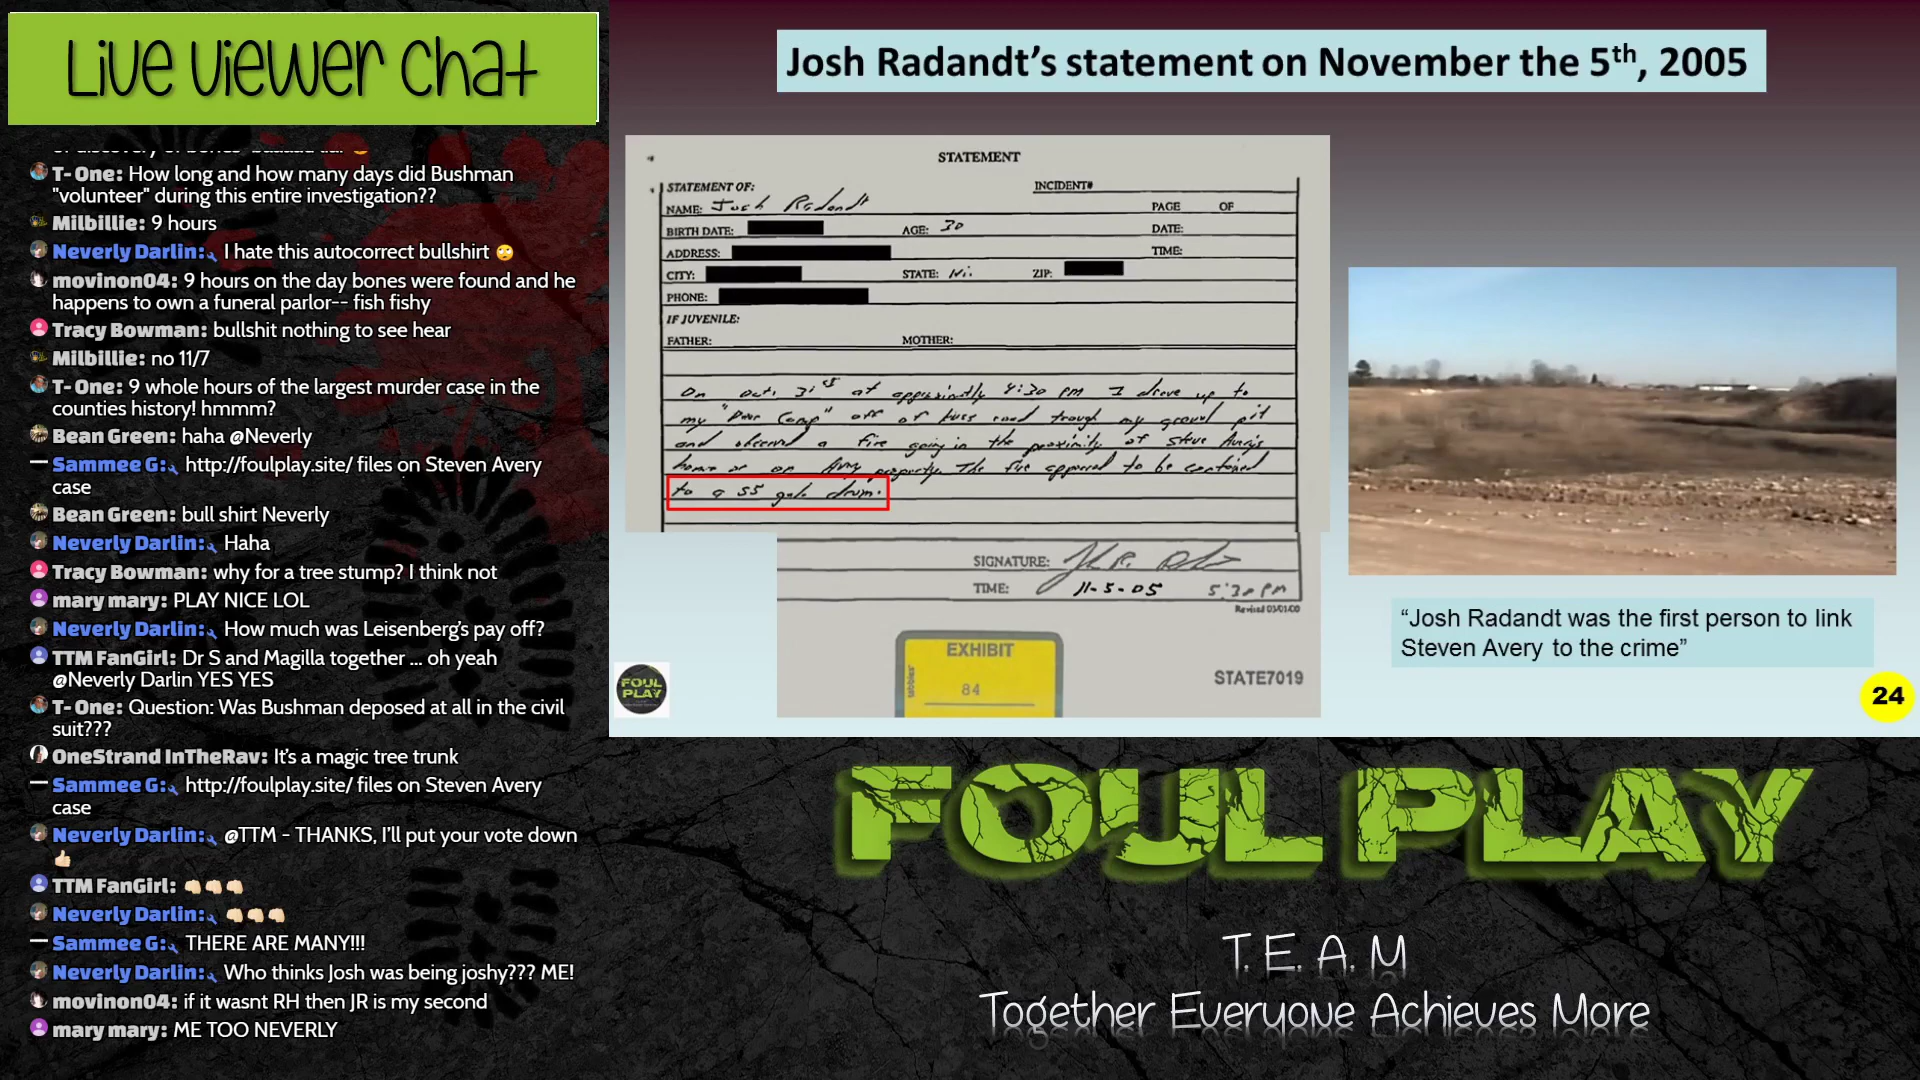 Live Viewer Chat
T- One: How long and how many days did Bushman
"volunteer" during this entire investigation??
Milbillie: 9 hours
Neverly Darlin: I hate this autocorrect bullshirt 🙄
movinon04: 9 hours on the day bones were found and he
happens to own a funeral parlor-- fish fishy
Tracy Bowman: bullshit nothing to see hear
Milbillie: no 11/7
T- One: 9 whole hours of the largest murder case in the
counties history! hmmm?
Bean Green: haha @Neverly
Sammee G: http://foulplay.site/ files on Steven Avery
case
Bean Green: bull shirt Neverly
Neverly Darlin: Haha
Tracy Bowman: why for a tree stump? I think not
mary mary: PLAY NICE LOL
Neverly Darlin: How much was Leisenberg's pay off?
TTM FanGirl: Dr S and Magilla together ... oh yeah
@Neverly Darlin YES YES
T- One: Question: Was Bushman deposed at all in the civil
suit???
OneStrand InTheRav: It's a magic tree trunk
Sammee G: http://foulplay.site/ files on Steven Avery
case
Neverly Darlin: @TTM - THANKS, I'll put your vote down
👍🏻
TTM FanGirl: 👊🏻👊🏻👊🏻
Neverly Darlin: 👊🏻👊🏻👊🏻
Sammee G: THERE ARE MANY!!!
Neverly Darlin: Who thinks Josh was being joshy??? ME!
movinon04: if it wasnt RH then JR is my second
mary mary: ME TOO NEVERLY
Josh Radandt's statement on November the 5th, 2005
STATEMENT
STATEMENT OF: INCIDENT#
NAME: Josh Radandt PAGE OF
BIRTH DATE: AGE: 30 DATE:
ADDRESS: TIME:
CITY: STATE: Wi. ZIP:
PHONE:
IF JUVENILE:
FATHER: MOTHER:
On Oct. 31st at appresintly 4:30 PM I drove up to
my "Deer Camp" off of Kuss road trough my gravel pit
and observed a fire going in the proximity of Steve Avery's
home or on Avery property. The fire appeared to be contained
to a 55 gal. drum.
SIGNATURE:
TIME: 11-5-05 5:30 PM
Revised 03/01/00
EXHIBIT
84
STATE7019
FOUL
PLAY
"Josh Radandt was the first person to link
Steven Avery to the crime"
24
FOUL PLAY
T. E. A. M
Together Everyone Achieves More